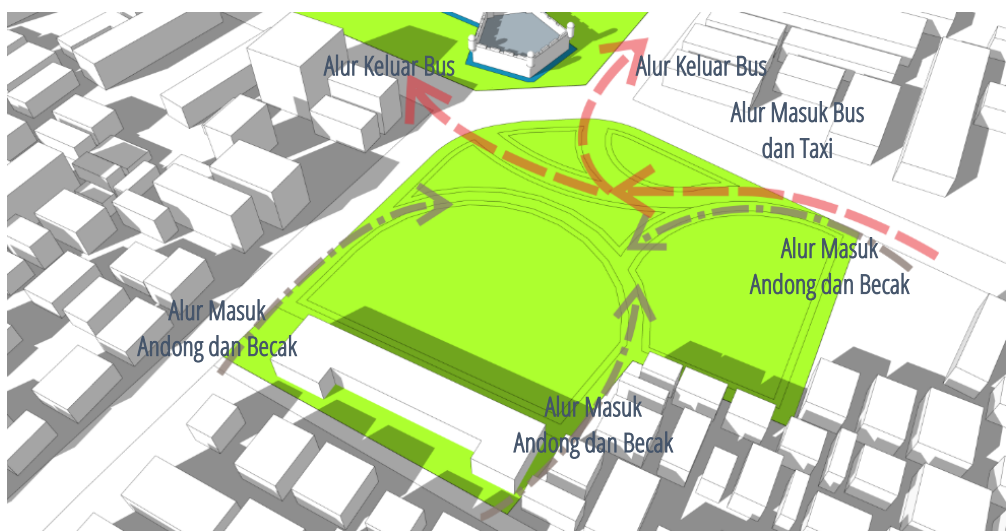 Alur Keluar Bus
Alur Keluar Bus
Alur Masuk Bus
dan Taxi
Alur Masuk
Andong dan Becak
Alur Masuk
Andong dan Becak
Alur Masuk
Andong dan Becak